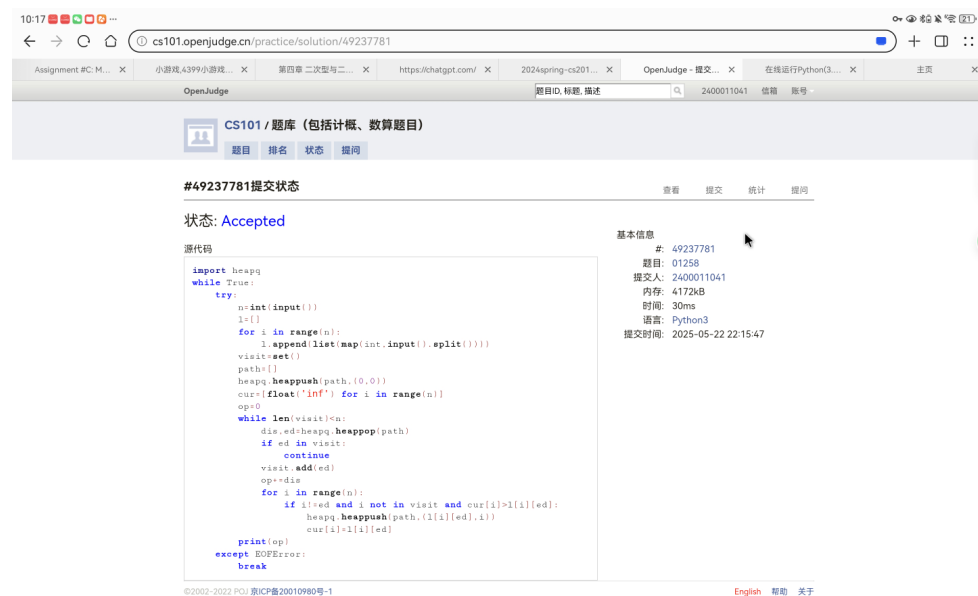 10:17 ... 21
cs101.openjudge.cn/practice/solution/49237781
Assignment #C: M... × 小游戏,4399小游戏... × 第四章 二次型与二... × https://chatgpt.com/ × 2024spring-cs201... × OpenJudge - 提交... × 在线运行Python(3.... × 主页 ×
OpenJudge 题目ID, 标题, 描述 2400011041 信箱 账号
CS101 / 题库（包括计概、数算题目）
题目 排名 状态 提问
#49237781提交状态 查看 提交 统计 提问
状态: Accepted
源代码
import heapq
while True:
    try:
        n=int(input())
        l=[]
        for i in range(n):
            l.append(list(map(int,input().split())))
        visit=set()
        path=[]
        heapq.heappush(path,(0,0))
        cur=[float('inf') for i in range(n)]
        op=0
        while len(visit)<n:
            dis,ed=heapq.heappop(path)
            if ed in visit:
                continue
            visit.add(ed)
            op+=dis
            for i in range(n):
                if i!=ed and i not in visit and cur[i]>l[i][ed]:
                    heapq.heappush(path,(l[i][ed],i))
                    cur[i]=l[i][ed]
        print(op)
    except EOFError:
        break
基本信息
#: 49237781
题目: 01258
提交人: 2400011041
内存: 4172kB
时间: 30ms
语言: Python3
提交时间: 2025-05-22 22:15:47
©2002-2022 POJ 京ICP备20010980号-1 English 帮助 关于